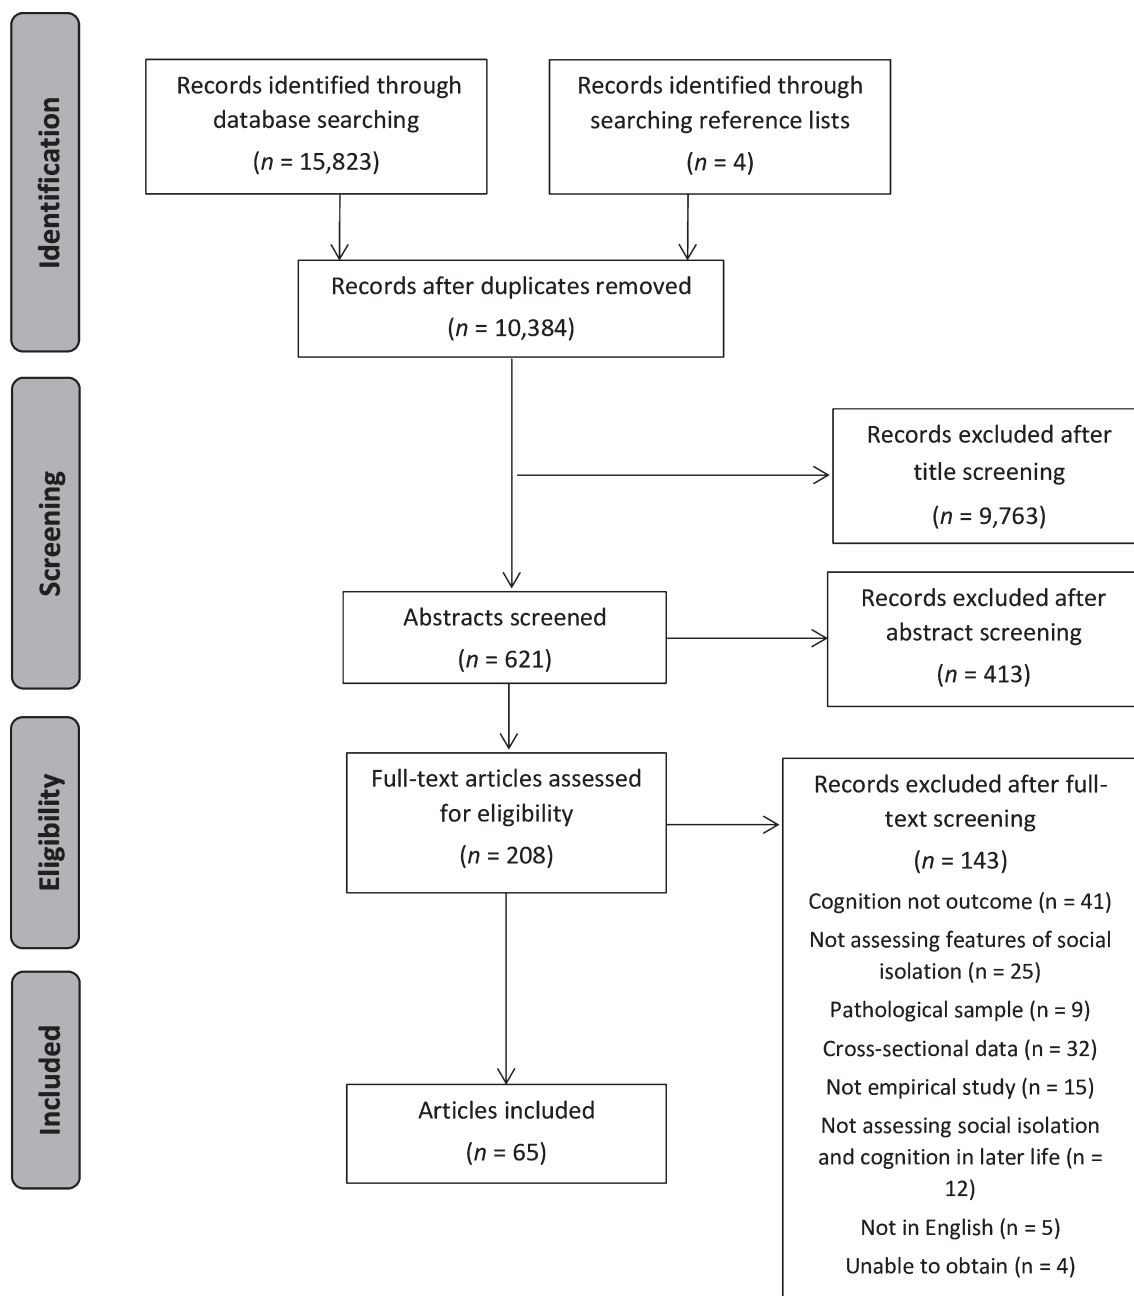 Identification
Records identified through
database searching
(n = 15,823)
Records identified through
searching reference lists
(n = 4)
Records after duplicates removed
(n = 10,384)
Screening
Records excluded after
title screening
(n = 9,763)
Abstracts screened
(n = 621)
Records excluded after
abstract screening
(n = 413)
Eligibility
Full-text articles assessed
for eligibility
(n = 208)
Records excluded after full-
text screening
(n = 143)
Cognition not outcome (n = 41)
Not assessing features of social
isolation (n = 25)
Pathological sample (n = 9)
Cross-sectional data (n = 32)
Not empirical study (n = 15)
Not assessing social isolation
and cognition in later life (n =
12)
Not in English (n = 5)
Unable to obtain (n = 4)
Included
Articles included
(n = 65)